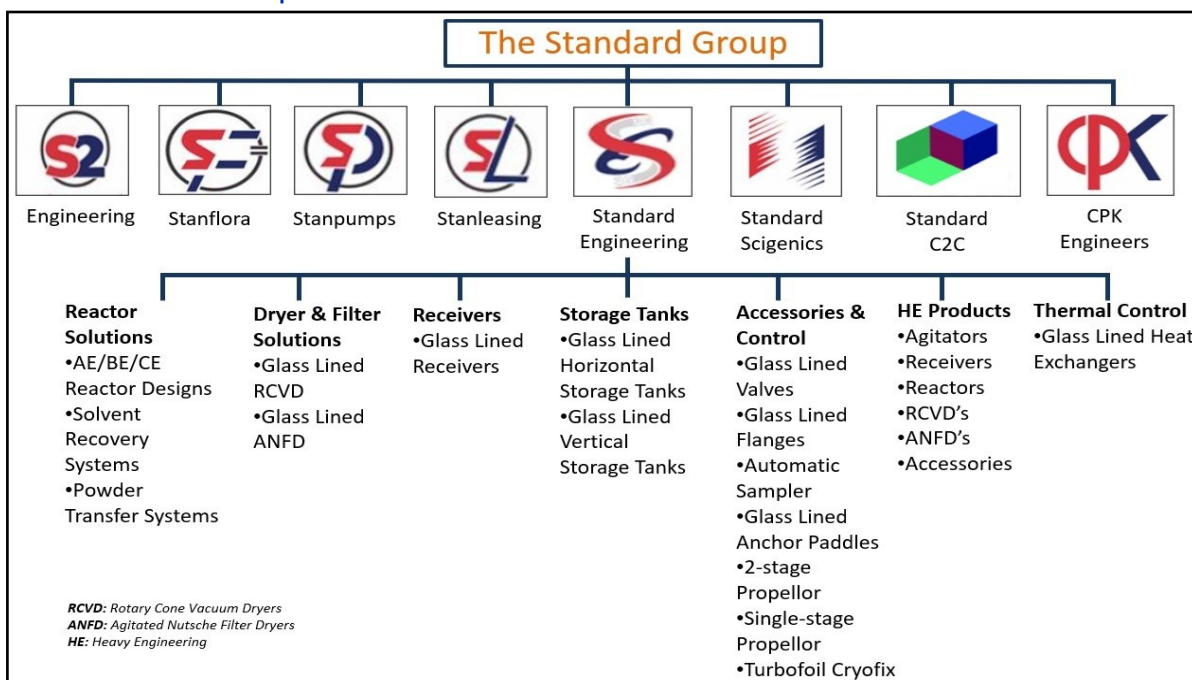 The Standard Group
S2
SF
SP
SL
CPK
Engineering
Stanflora
Stanpumps
Stanleasing
Standard
Engineering
Standard
Scigenics
Standard
C2C
CPK
Engineers
Reactor
Solutions
•AE/BE/CE
Reactor Designs
•Solvent
Recovery
Systems
•Powder
Transfer Systems
Dryer & Filter
Solutions
•Glass Lined
RCVD
•Glass Lined
ANFD
Receivers
•Glass Lined
Receivers
Storage Tanks
•Glass Lined
Horizontal
Storage Tanks
•Glass Lined
Vertical
Storage Tanks
Accessories &
Control
•Glass Lined
Valves
•Glass Lined
Flanges
•Automatic
Sampler
•Glass Lined
Anchor Paddles
•2-stage
Propellor
•Single-stage
Propellor
•Turbofoil Cryofix
HE Products
•Agitators
•Receivers
•Reactors
•RCVD’s
•ANFD’s
•Accessories
Thermal Control
•Glass Lined Heat
Exchangers
RCVD: Rotary Cone Vacuum Dryers
ANFD: Agitated Nutsche Filter Dryers
HE: Heavy Engineering